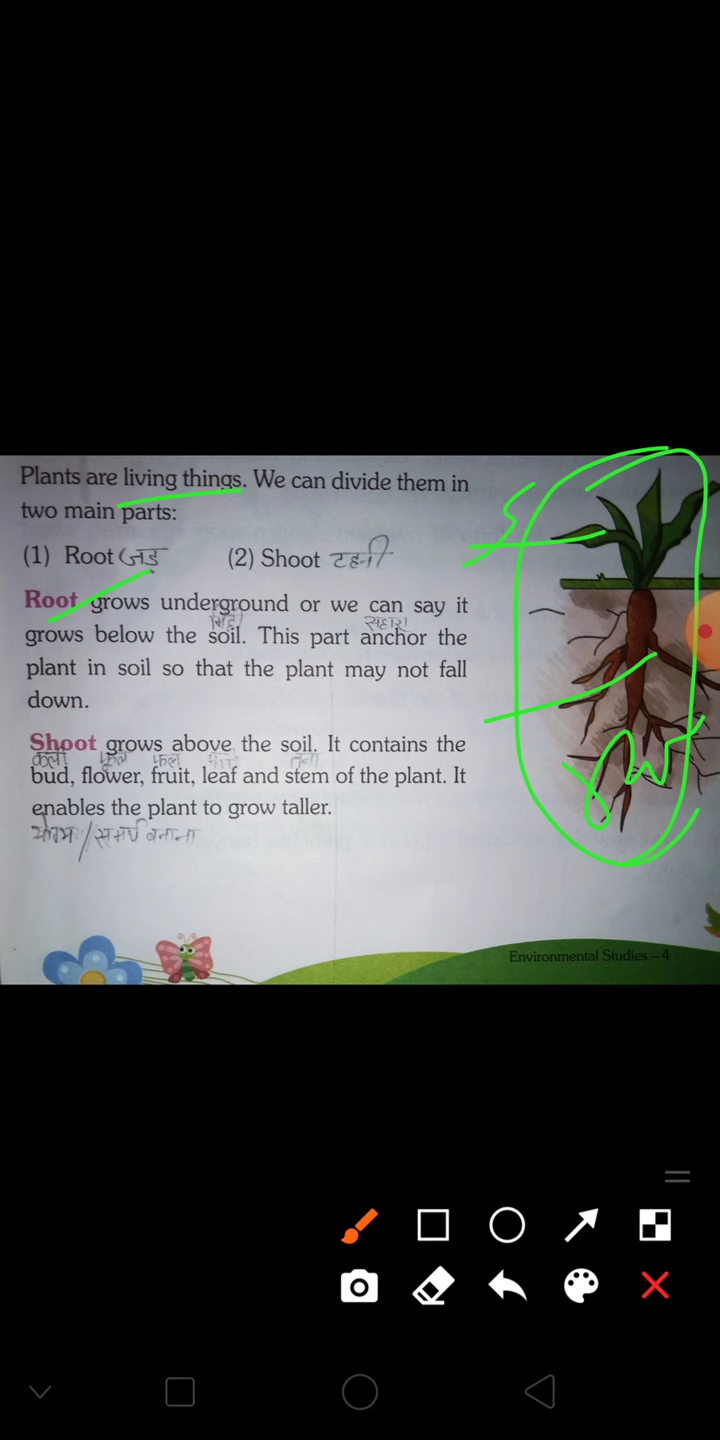 Plants are living things. We can divide them in
two main parts:
(1) Root जड़ (2) Shoot टहनी
Root grows underground or we can say it
मिट्टी सहारा
grows below the soil. This part anchor the
plant in soil so that the plant may not fall
down.
Shoot grows above the soil. It contains the
कली फूल फल तना
bud, flower, fruit, leaf and stem of the plant. It
enables the plant to grow taller.
समर्थ बनाना
Environmental Studies – 4